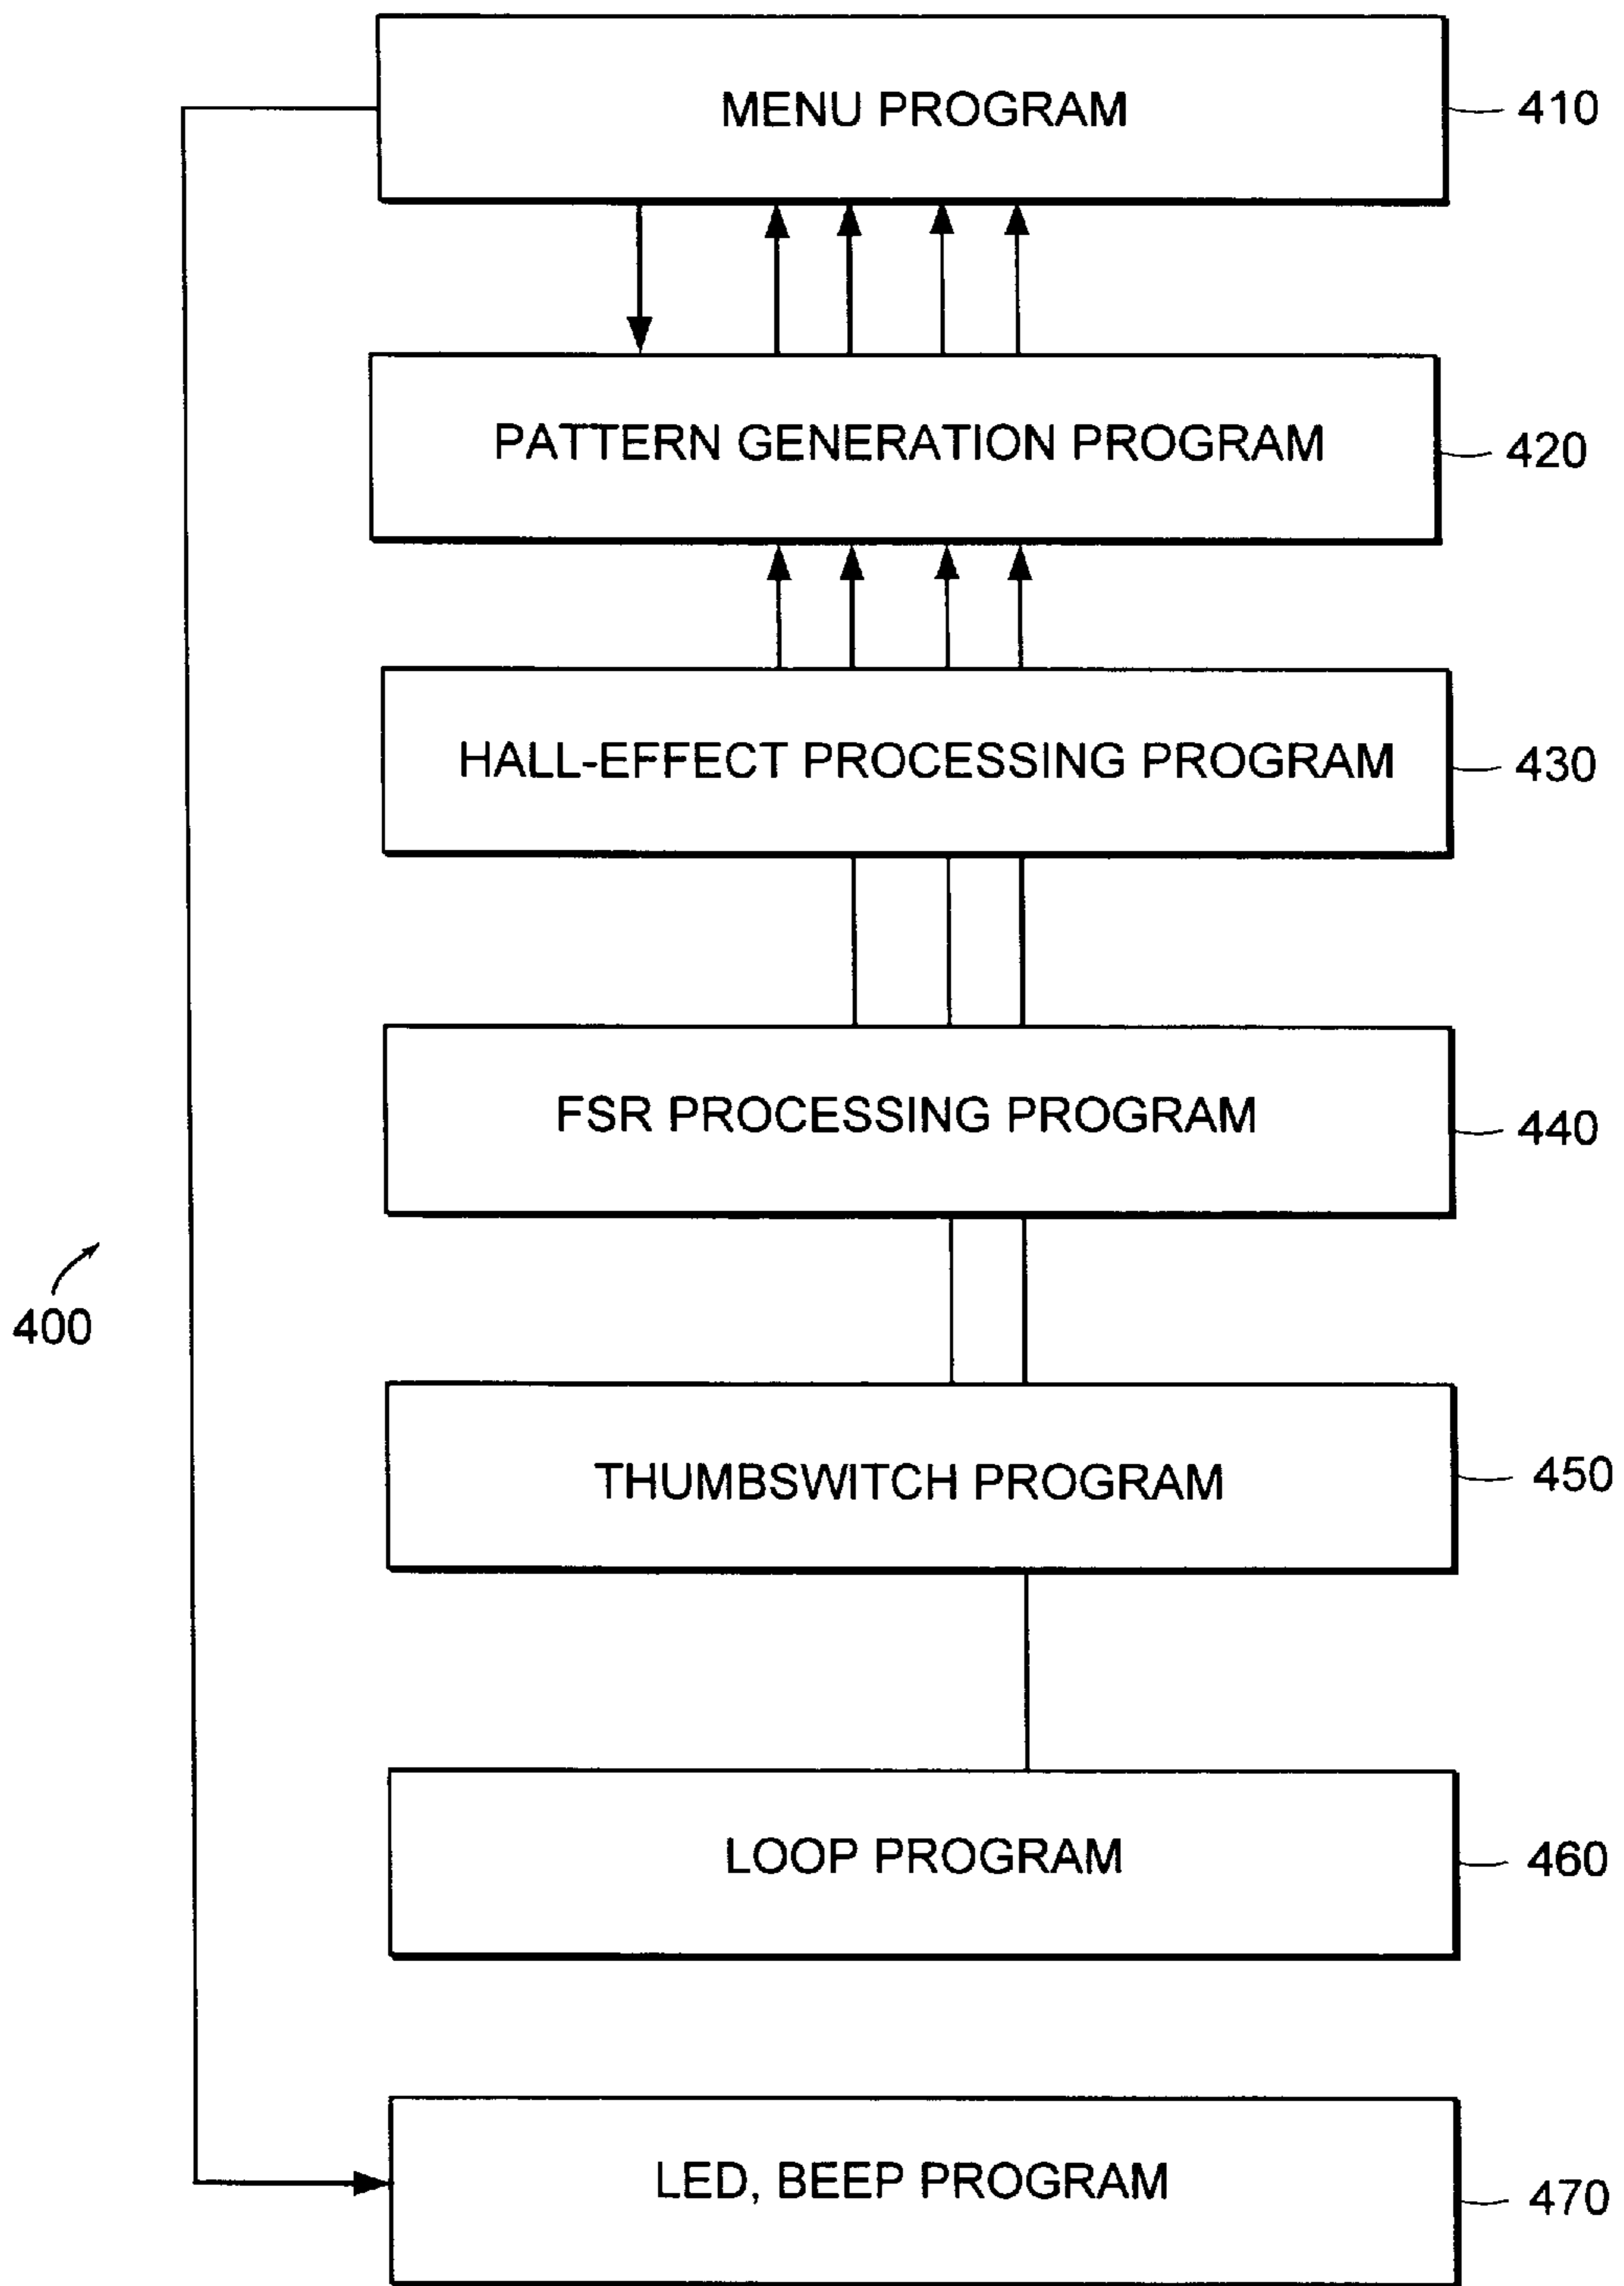 MENU PROGRAM
410
PATTERN GENERATION PROGRAM
420
HALL-EFFECT PROCESSING PROGRAM
430
FSR PROCESSING PROGRAM
440
400
THUMBSWITCH PROGRAM
450
LOOP PROGRAM
460
LED, BEEP PROGRAM
470